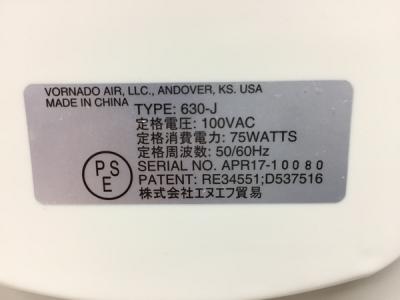 VORNADO AIR, LLC., ANDOVER, KS. USA
MADE IN CHINA
TYPE: 630-J
定格電圧: 100VAC
定格消費電力: 75WATTS
定格周波数: 50/60Hz
SERIAL NO. APR17-10080
PATENT: RE34551;D537516
株式会社エヌエフ貿易
PS
E